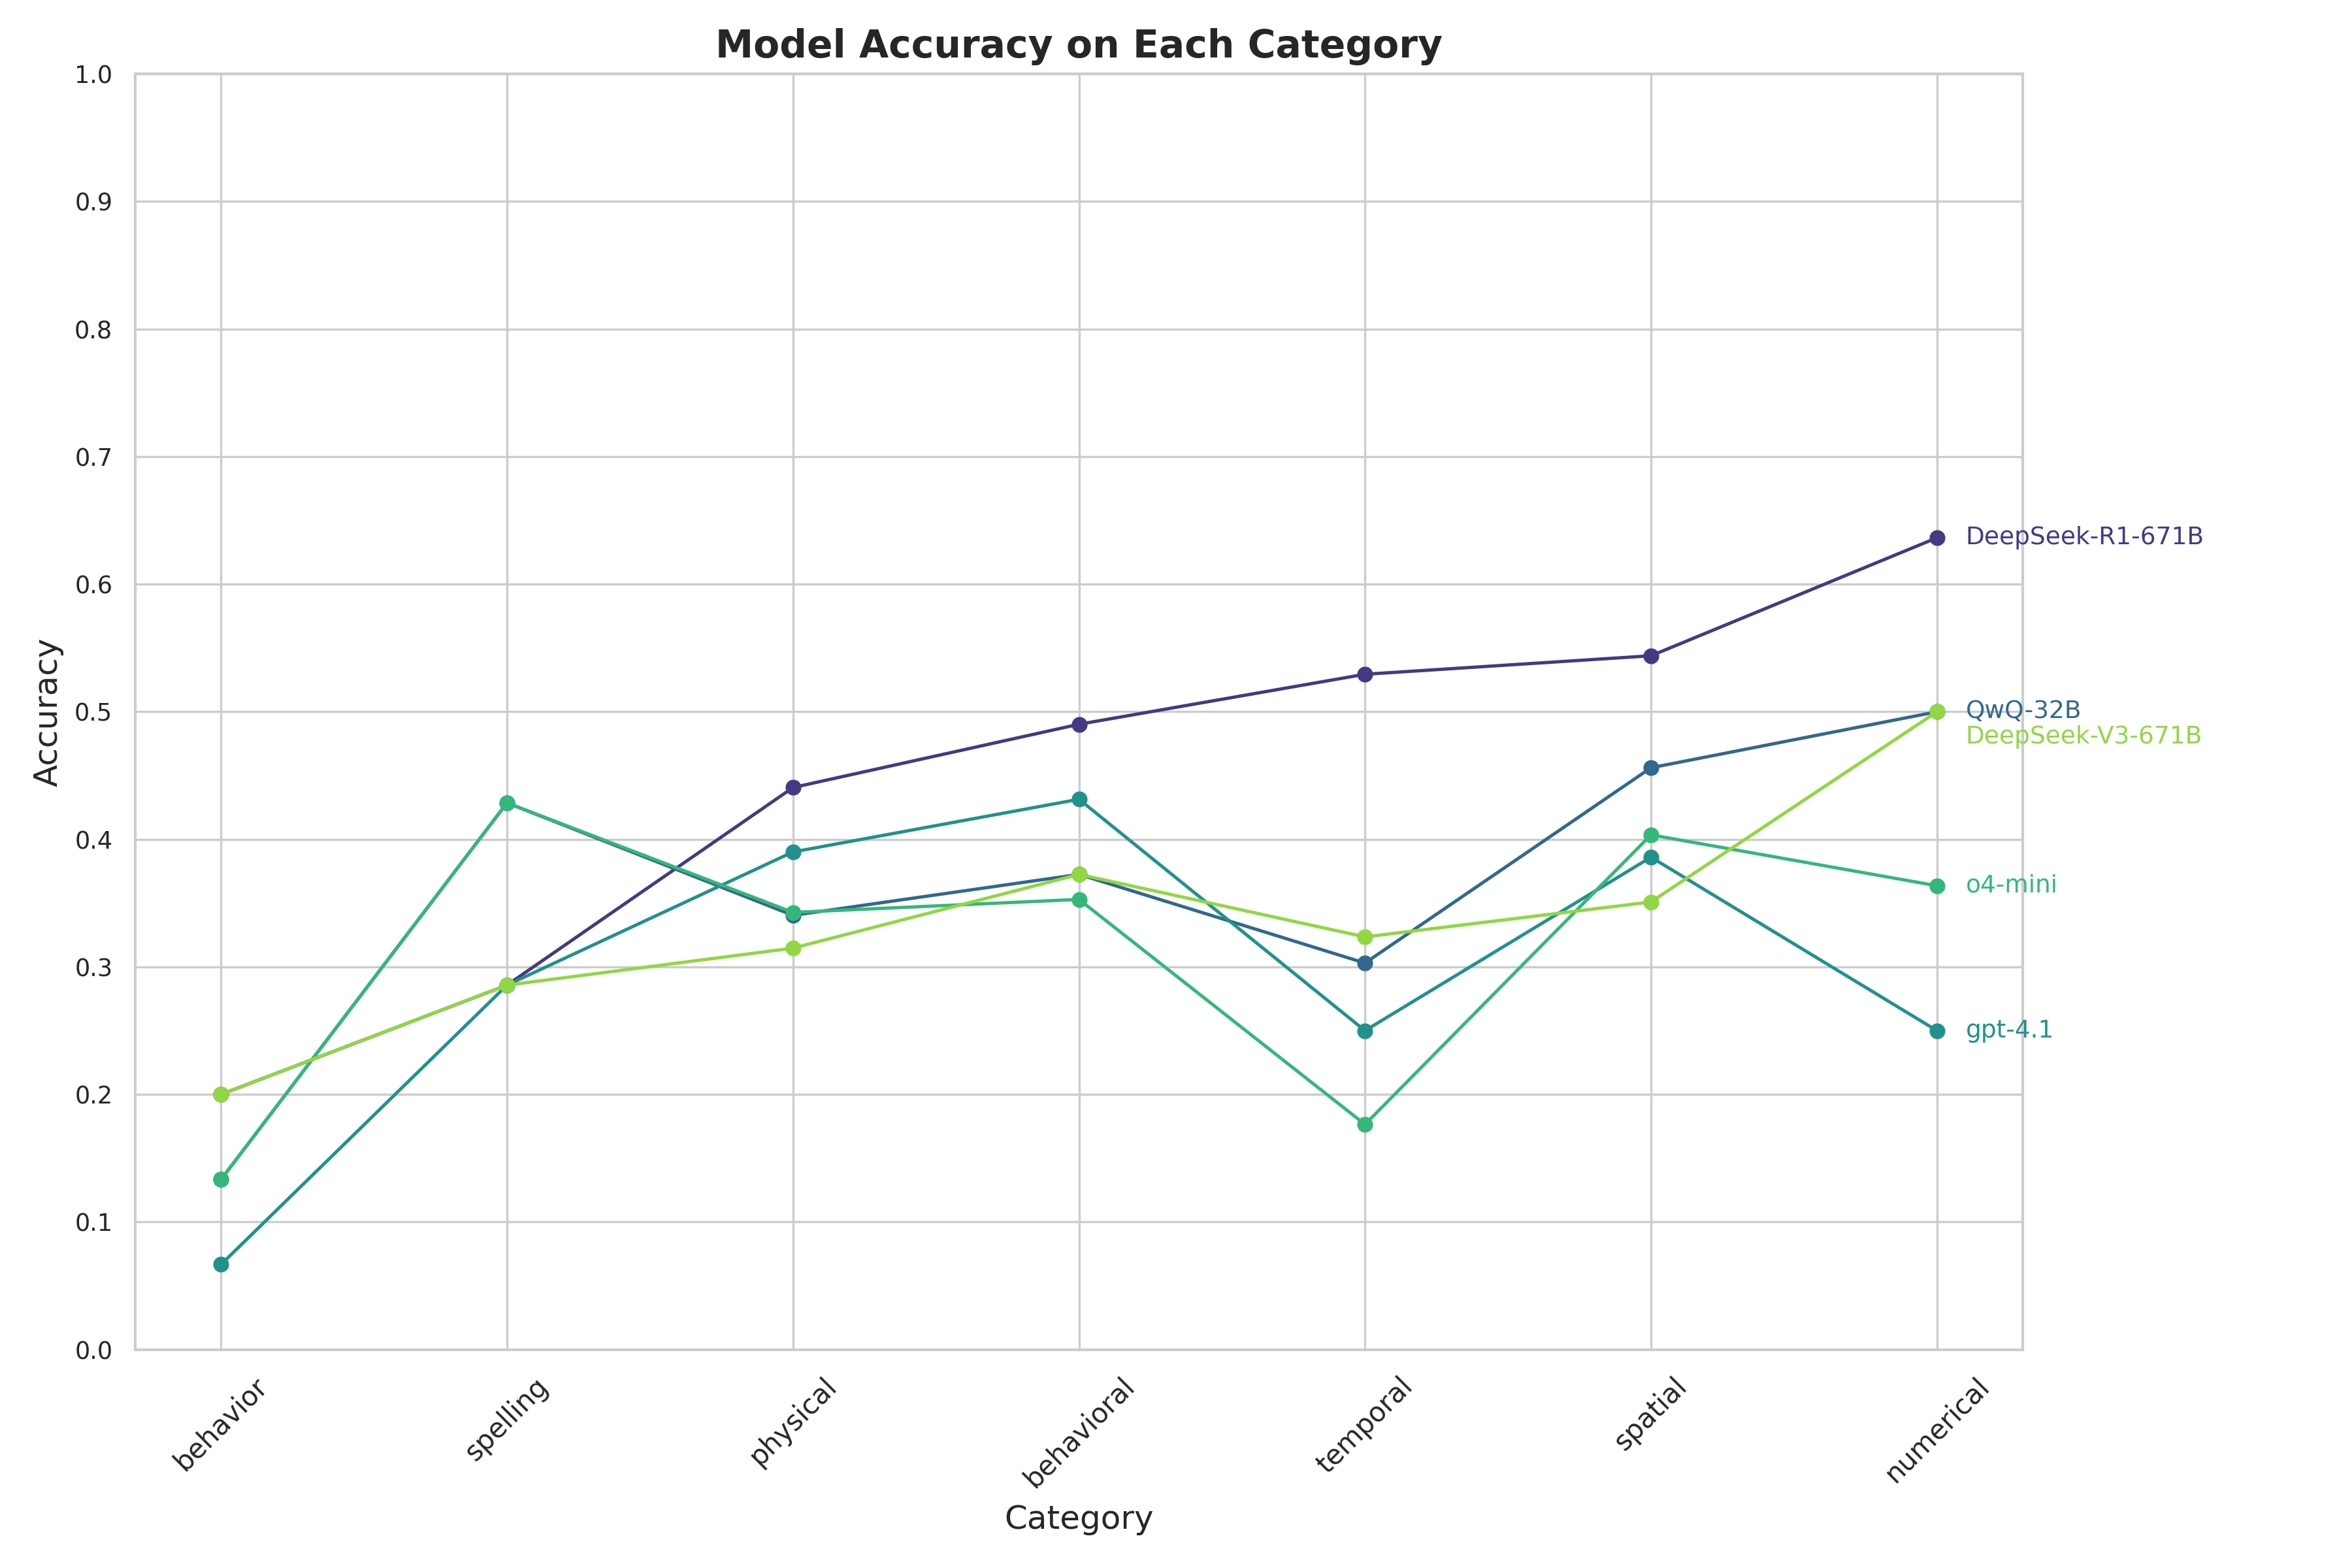 Model Accuracy on Each Category
1.0
0.9
0.8
0.7
0.6
0.5
0.4
0.3
0.2
0.1
0.0
Accuracy
DeepSeek-R1-671B
QwQ-32B
DeepSeek-V3-671B
o4-mini
gpt-4.1
behavior
spelling
physical
behavioral
temporal
spatial
numerical
Category